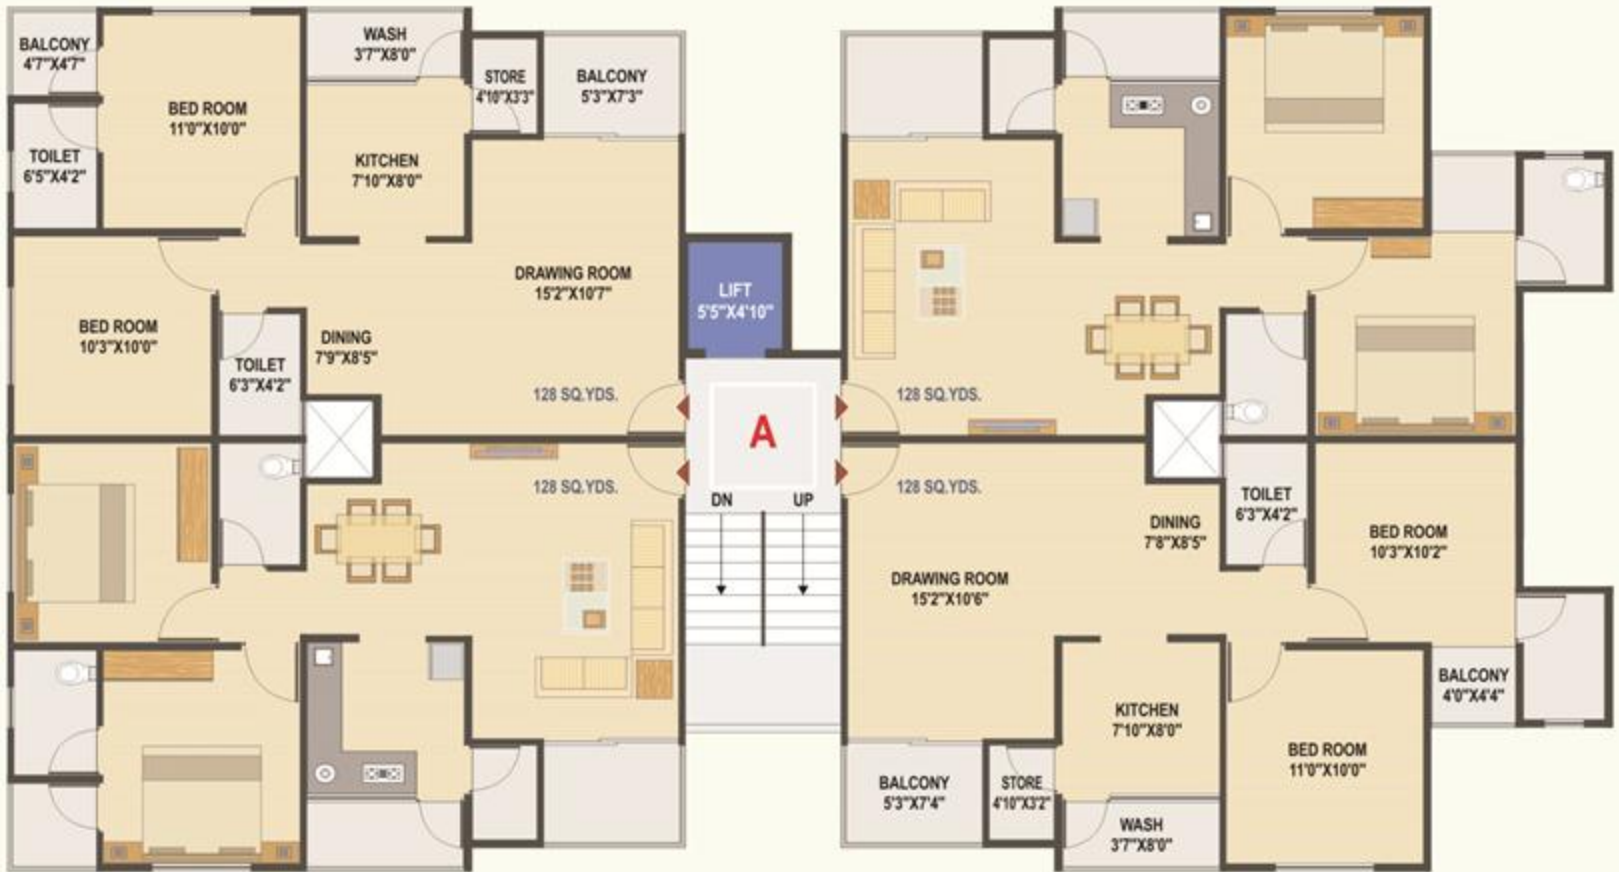 BALCONY
4'7"X4'7"
BED ROOM
11'0"X10'0"
WASH
3'7"X8'0"
STORE
4'10"X3'3"
BALCONY
5'3"X7'3"
TOILET
6'5"X4'2"
KITCHEN
7'10"X8'0"
DRAWING ROOM
15'2"X10'7"
LIFT
5'5"X4'10"
BED ROOM
10'3"X10'0"
TOILET
6'3"X4'2"
DINING
7'9"X8'5"
128 SQ.YDS.
128 SQ.YDS.
A
128 SQ.YDS.
128 SQ.YDS.
DN
UP
TOILET
6'3"X4'2"
DINING
7'8"X8'5"
BED ROOM
10'3"X10'2"
DRAWING ROOM
15'2"X10'6"
BALCONY
4'0"X4'4"
KITCHEN
7'10"X8'0"
BED ROOM
11'0"X10'0"
BALCONY
5'3"X7'4"
STORE
4'10"X3'2"
WASH
3'7"X8'0"